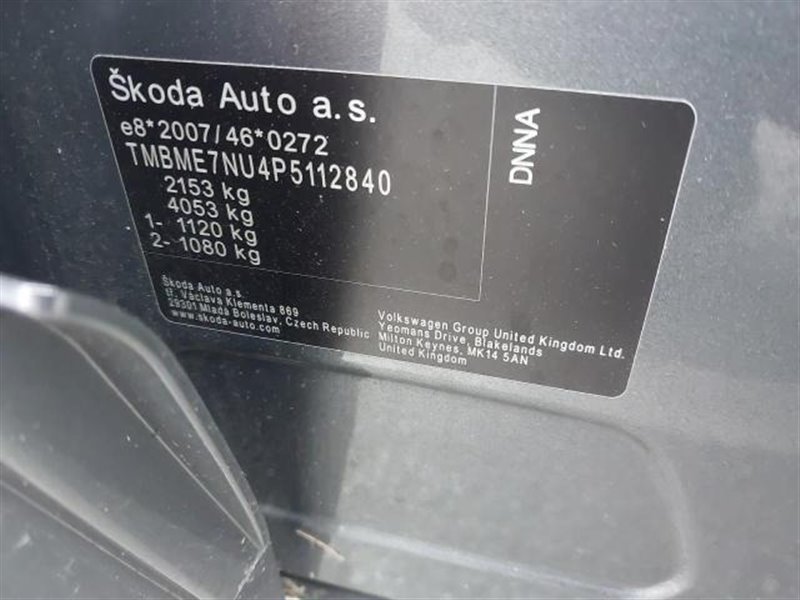 Škoda Auto a.s.
e8*2007/46*0272
TMBME7NU4P5112840
2153 kg
4053 kg
1- 1120 kg
2- 1080 kg
DNNA
Škoda Auto a.s.
tř. Václava Klementa 869
29301 Mladá Boleslav, Czech Republic
www.skoda-auto.com
Volkswagen Group United Kingdom Ltd.
Yeomans Drive, Blakelands
Milton Keynes, MK14 5AN
United Kingdom